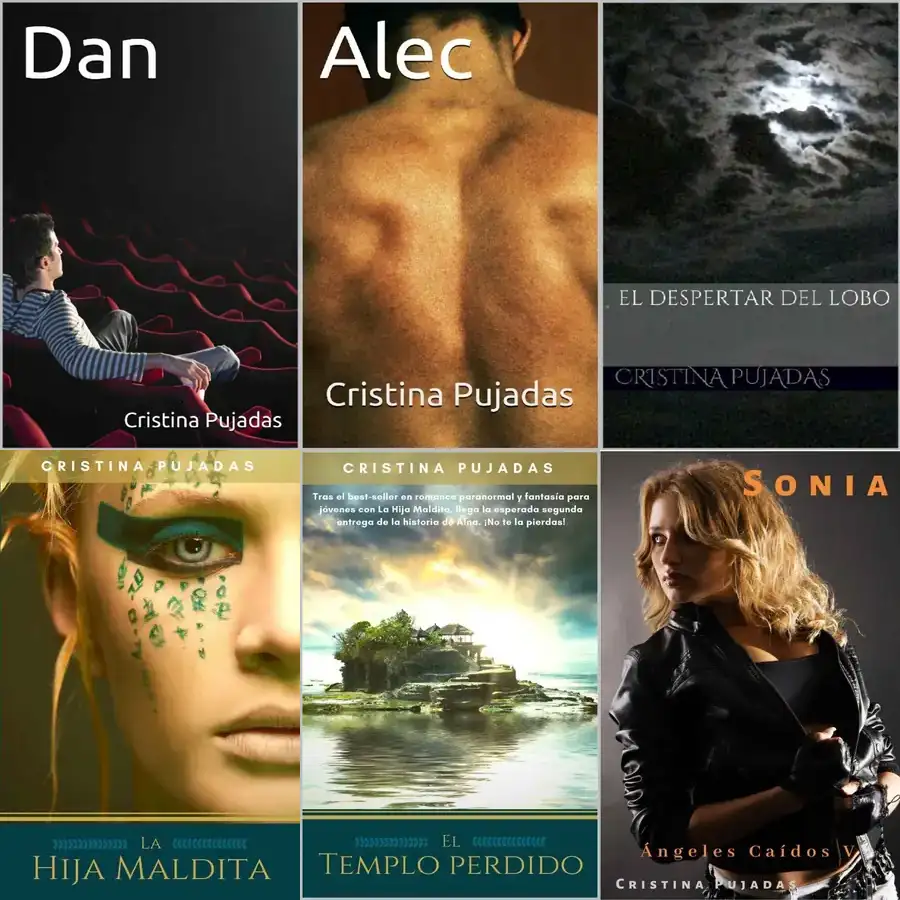 Dan
Cristina Pujadas
Alec
Cristina Pujadas
EL DESPERTAR DEL LOBO
CRISTINA PUJADAS
CRISTINA PUJADAS
LA
HIJA MALDITA
CRISTINA PUJADAS
Tras el best-seller en romance paranormal y fantasía para
jóvenes con La Hija Maldita, llega la esperada segunda
entrega de la historia de Aina. ¡No te la pierdas!
EL
TEMPLO PERDIDO
SONIA
Ángeles Caídos V
CRISTINA PUJADAS